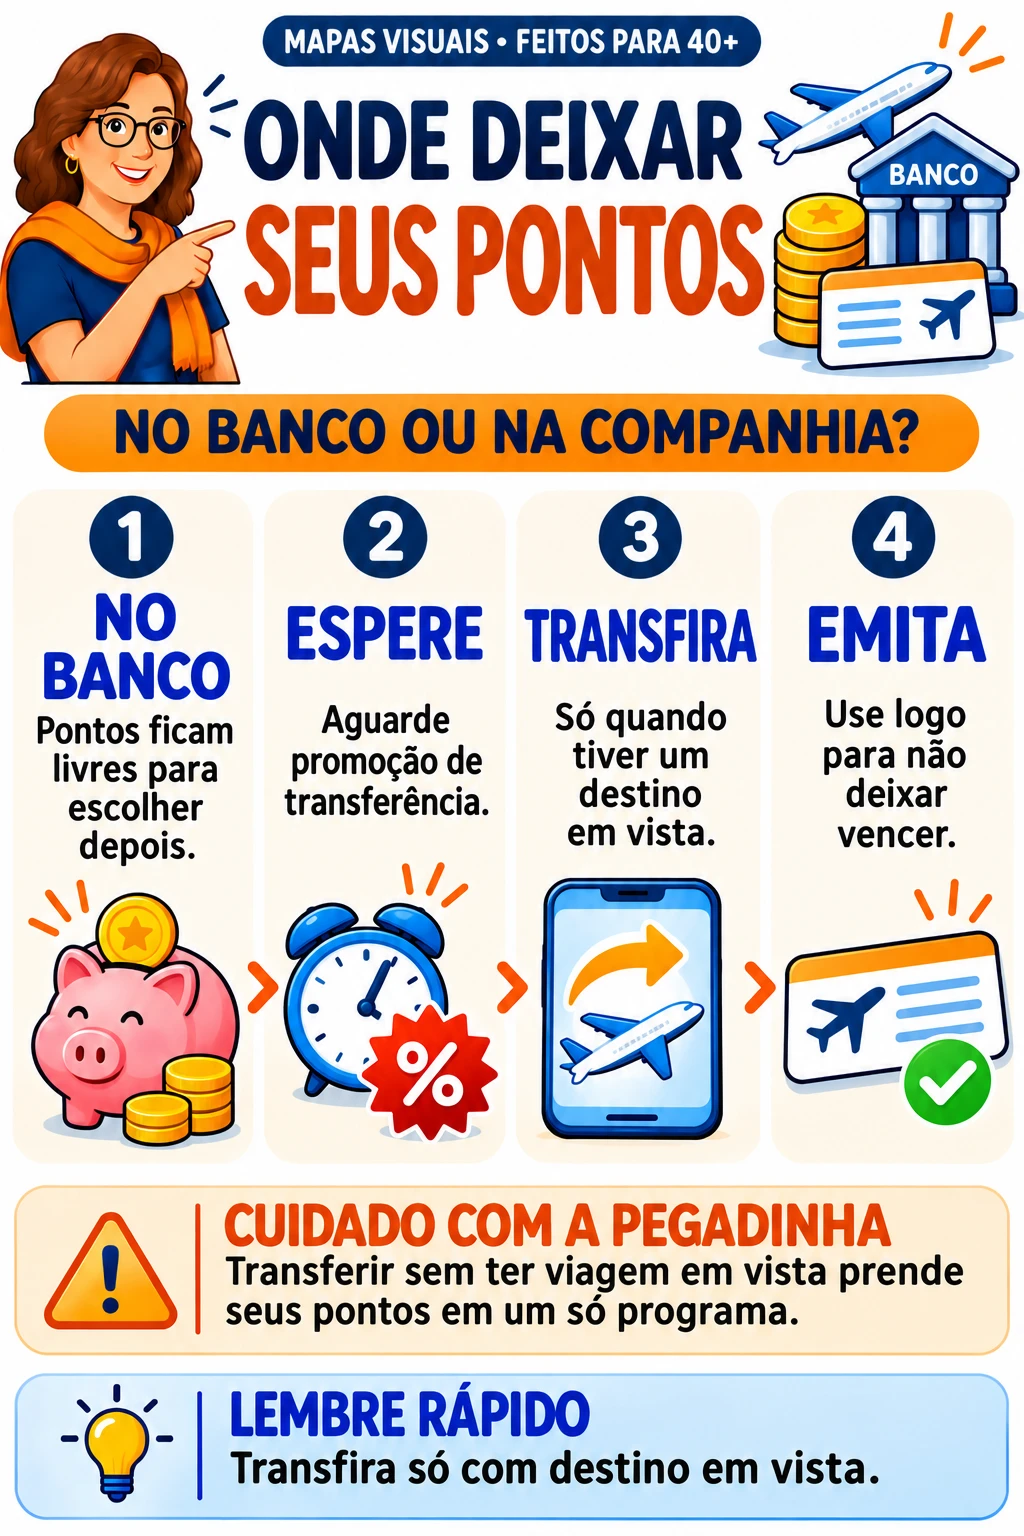 MAPAS VISUAIS • FEITOS PARA 40+
ONDE DEIXAR
SEUS PONTOS
BANCO
NO BANCO OU NA COMPANHIA?
1
NO
BANCO
Pontos ficam
livres para
escolher
depois.
2
ESPERE
Aguarde
promoção de
transferência.
%
3
TRANSFIRA
Só quando
tiver um
destino
em vista.
4
EMITA
Use logo
para não
deixar
vencer.
CUIDADO COM A PEGADINHA
Transferir sem ter viagem em vista prende
seus pontos em um só programa.
LEMBRE RÁPIDO
Transfira só com destino em vista.